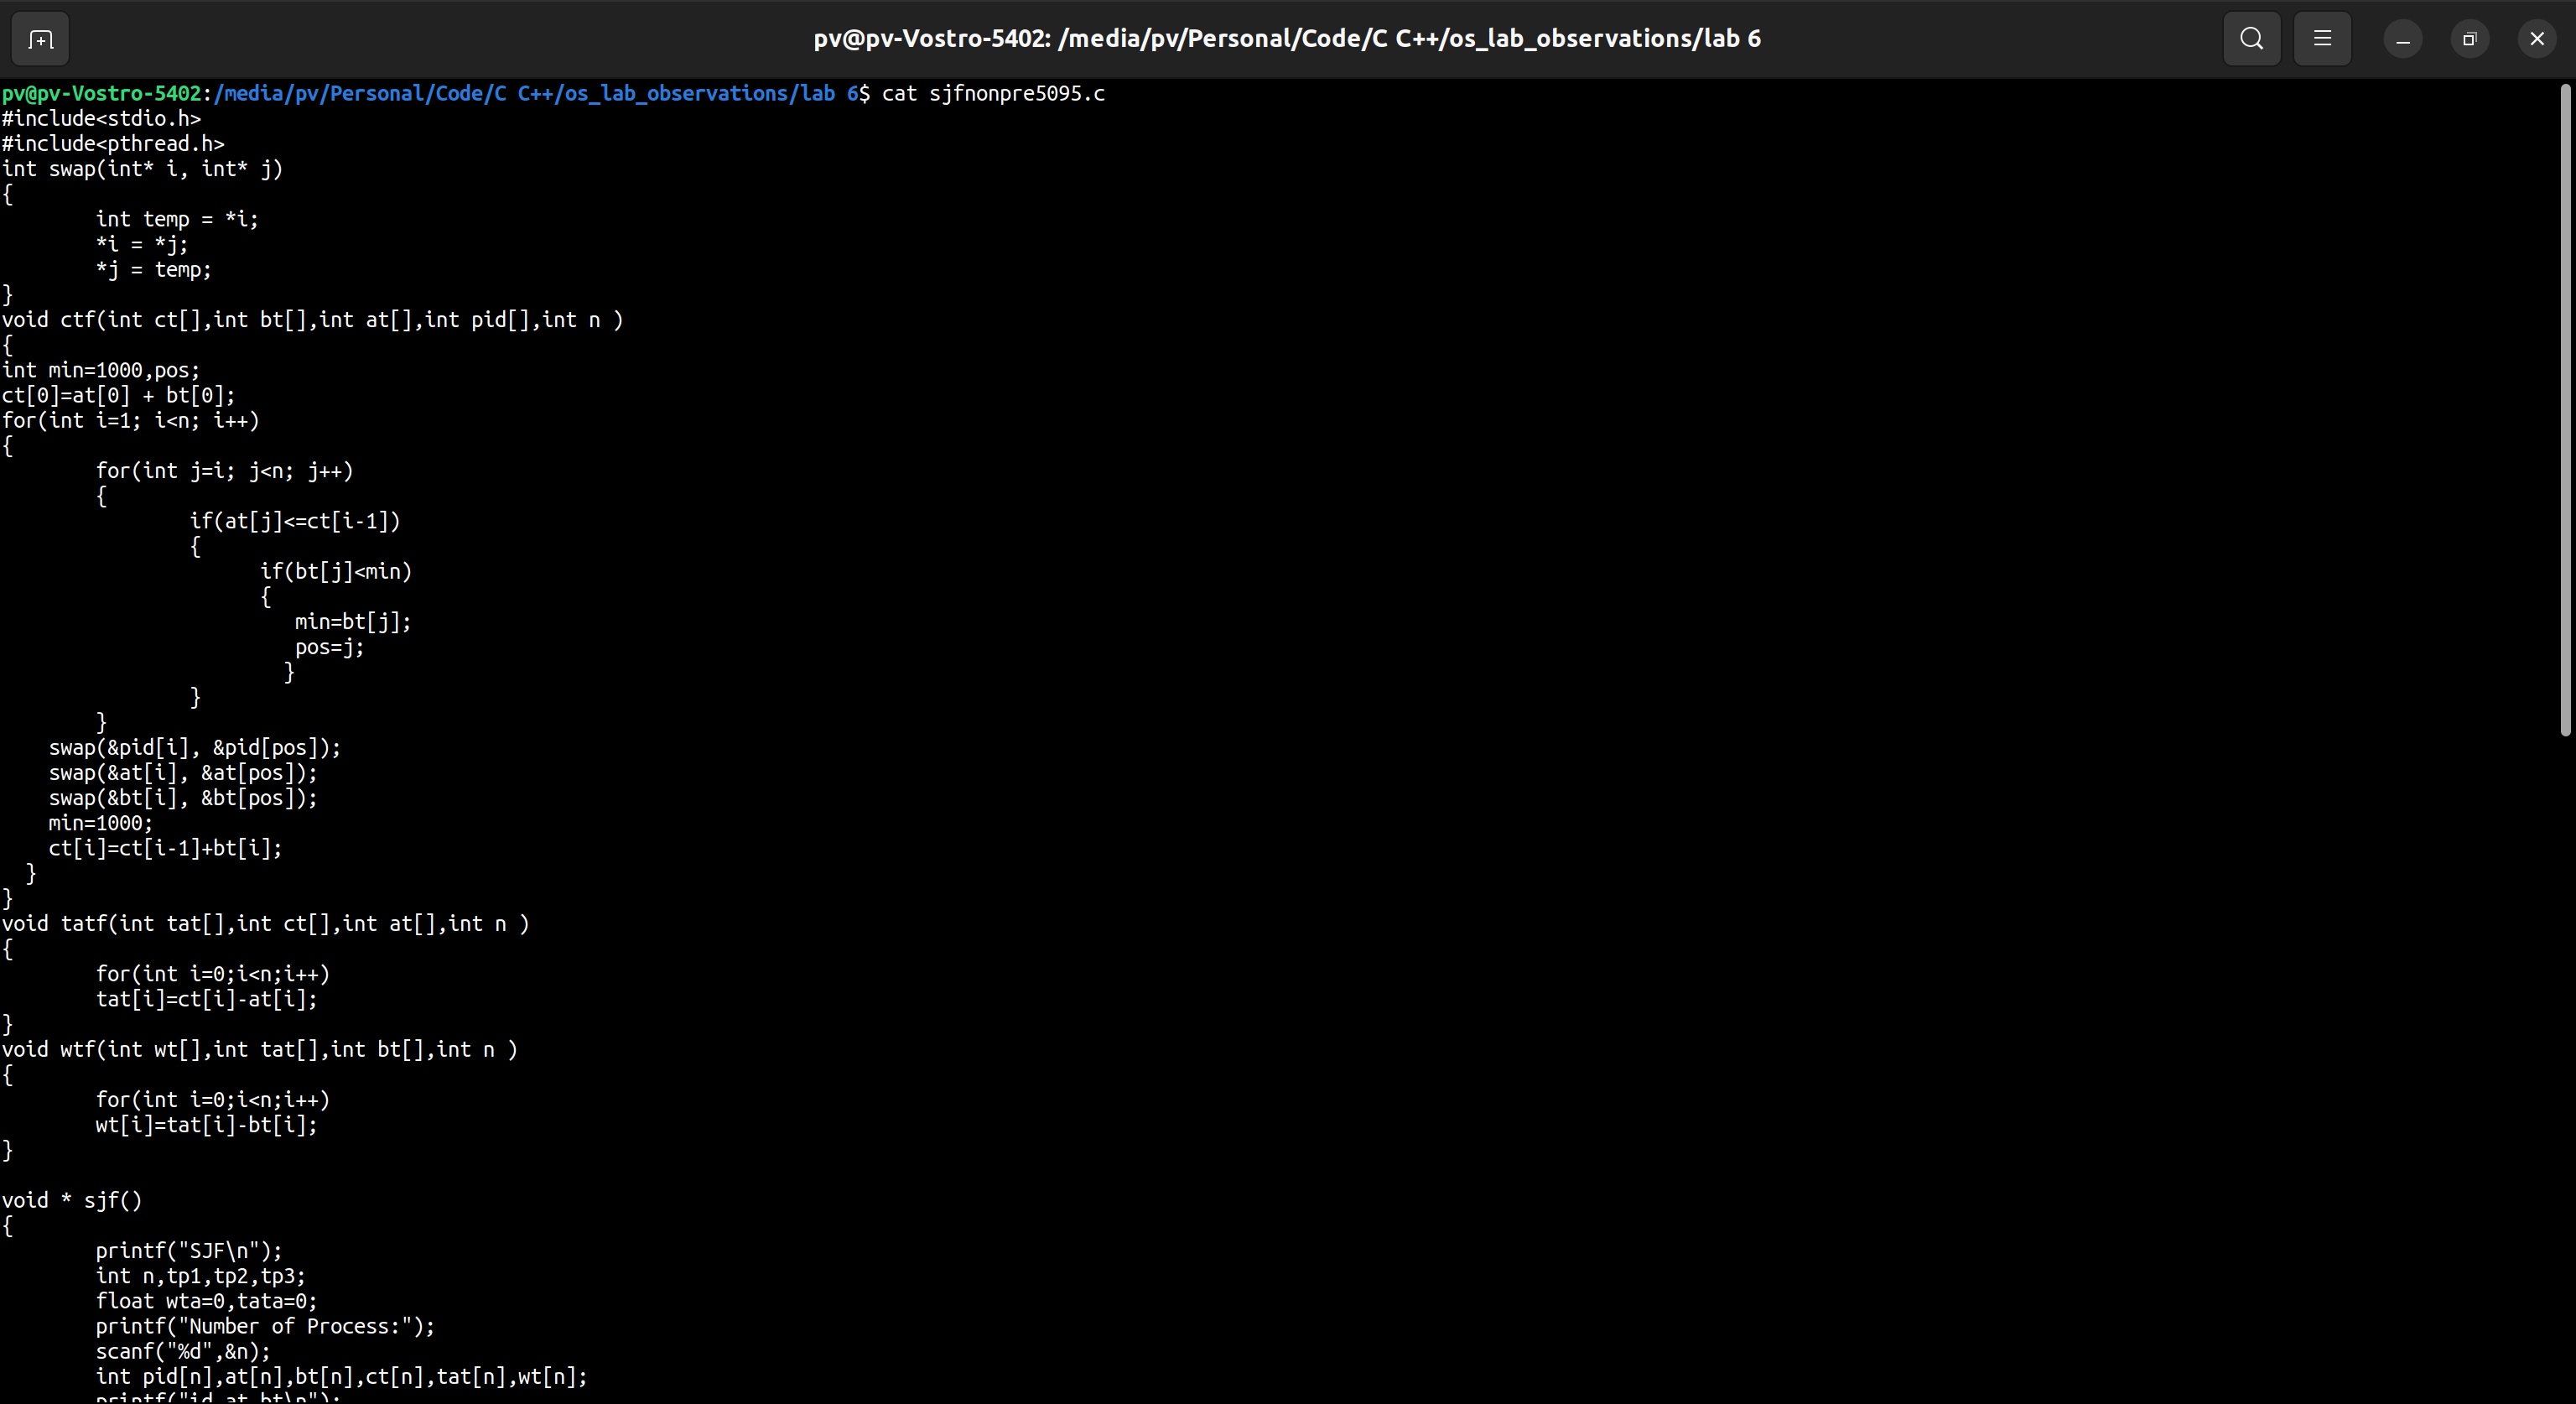 pv@pv-Vostro-5402: /media/pv/Personal/Code/C C++/os_lab_observations/lab 6
pv@pv-Vostro-5402:/media/pv/Personal/Code/C C++/os_lab_observations/lab 6$ cat sjfnonpre5095.c
#include<stdio.h>
#include<pthread.h>
int swap(int* i, int* j)
{
        int temp = *i;
        *i = *j;
        *j = temp;
}
void ctf(int ct[],int bt[],int at[],int pid[],int n )
{
int min=1000,pos;
ct[0]=at[0] + bt[0];
for(int i=1; i<n; i++)
{
        for(int j=i; j<n; j++)
        {
                if(at[j]<=ct[i-1])
                {
                      if(bt[j]<min)
                      {
                         min=bt[j];
                         pos=j;
                        }
                }
        }
    swap(&pid[i], &pid[pos]);
    swap(&at[i], &at[pos]);
    swap(&bt[i], &bt[pos]);
    min=1000;
    ct[i]=ct[i-1]+bt[i];
  }
}
void tatf(int tat[],int ct[],int at[],int n )
{
        for(int i=0;i<n;i++)
        tat[i]=ct[i]-at[i];
}
void wtf(int wt[],int tat[],int bt[],int n )
{
        for(int i=0;i<n;i++)
        wt[i]=tat[i]-bt[i];
}

void * sjf()
{
        printf("SJF\n");
        int n,tp1,tp2,tp3;
        float wta=0,tata=0;
        printf("Number of Process:");
        scanf("%d",&n);
        int pid[n],at[n],bt[n],ct[n],tat[n],wt[n];
        printf("id at bt\n");